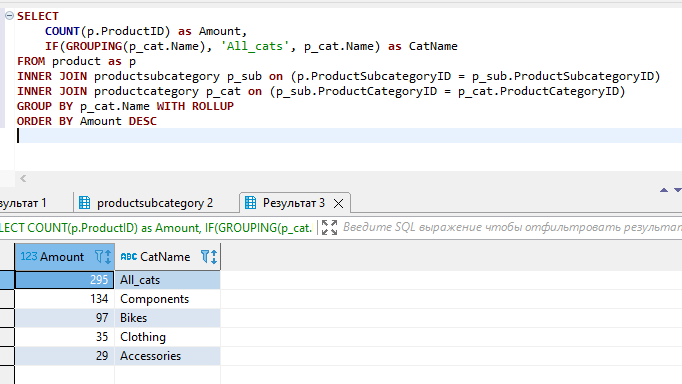 SELECT
COUNT(p.ProductID) as Amount,
IF(GROUPING(p_cat.Name), 'All_cats', p_cat.Name) as CatName
FROM product as p
INNER JOIN productsubcategory p_sub on (p.ProductSubcategoryID = p_sub.ProductSubcategoryID)
INNER JOIN productcategory p_cat on (p_sub.ProductCategoryID = p_cat.ProductCategoryID)
GROUP BY p_cat.Name WITH ROLLUP
ORDER BY Amount DESC
зультат 1 productsubcategory 2 Результат 3
LECT COUNT(p.ProductID) as Amount, IF(GROUPING(p_cat. Введите SQL выражение чтобы отфильтровать результат
123 Amount ABC CatName
295 All_cats
134 Components
97 Bikes
35 Clothing
29 Accessories